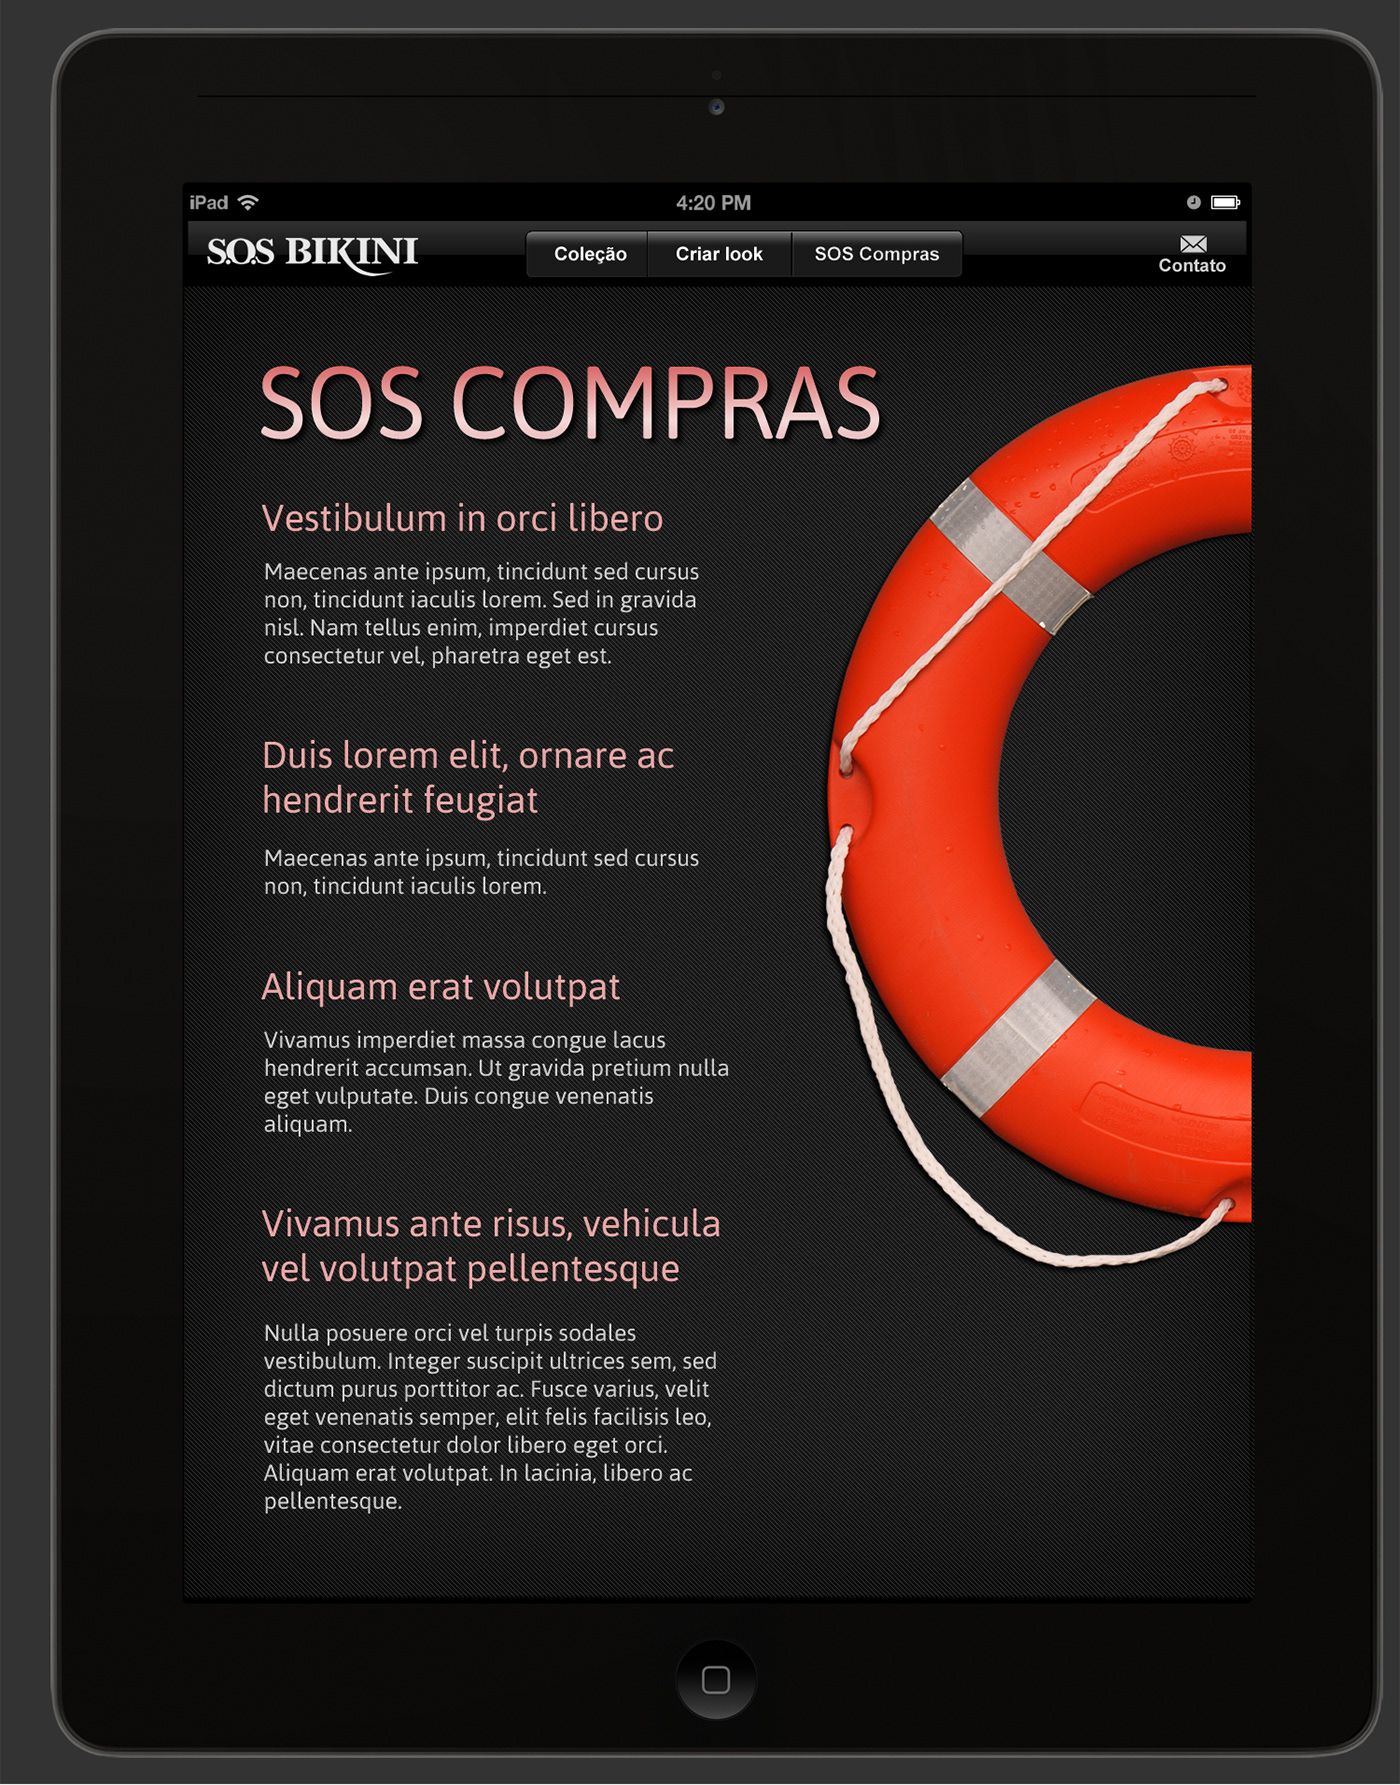 iPad
4:20 PM
S.O.S BIKINI
Coleção
Criar look
SOS Compras
Contato
SOS COMPRAS
Vestibulum in orci libero
Maecenas ante ipsum, tincidunt sed cursus
non, tincidunt iaculis lorem. Sed in gravida
nisl. Nam tellus enim, imperdiet cursus
consectetur vel, pharetra eget est.
Duis lorem elit, ornare ac
hendrerit feugiat
Maecenas ante ipsum, tincidunt sed cursus
non, tincidunt iaculis lorem.
Aliquam erat volutpat
Vivamus imperdiet massa congue lacus
hendrerit accumsan. Ut gravida pretium nulla
eget vulputate. Duis congue venenatis
aliquam.
Vivamus ante risus, vehicula
vel volutpat pellentesque
Nulla posuere orci vel turpis sodales
vestibulum. Integer suscipit ultrices sem, sed
dictum purus porttitor ac. Fusce varius, velit
eget venenatis semper, elit felis facilisis leo,
vitae consectetur dolor libero eget orci.
Aliquam erat volutpat. In lacinia, libero ac
pellentesque.